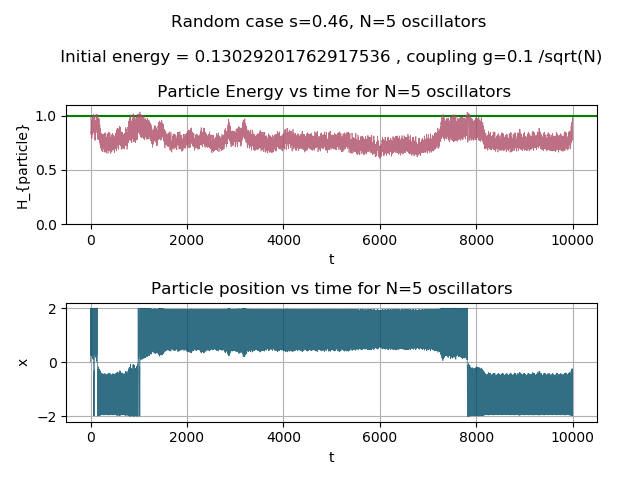 Random case s=0.46, N=5 oscillators
Initial energy = 0.13029201762917536 , coupling g=0.1 /sqrt(N)
Particle Energy vs time for N=5 oscillators
1.0
0.5
0.0
H_{particle}
0 2000 4000 6000 8000 10000
t
Particle position vs time for N=5 oscillators
2
0
−2
x
0 2000 4000 6000 8000 10000
t